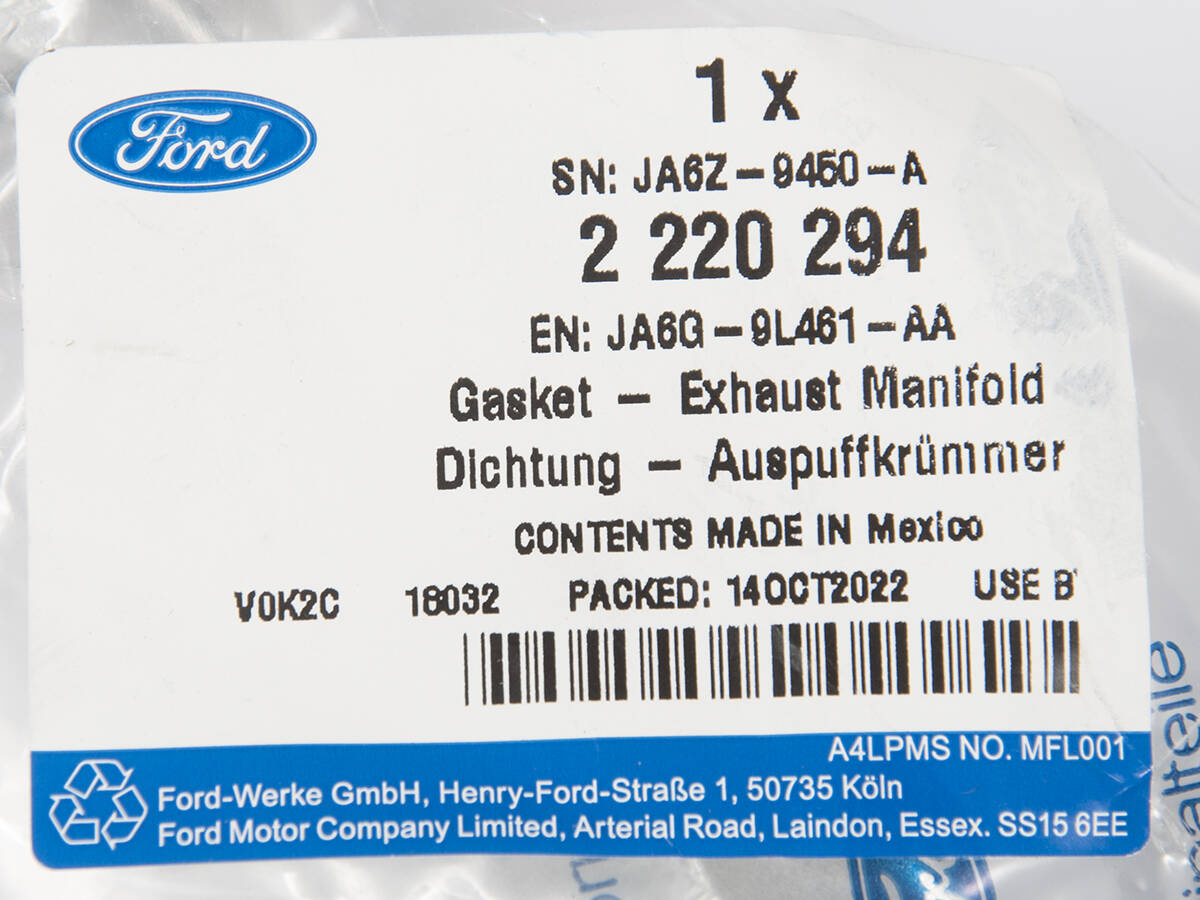 Ford
1 x
SN: JA6Z-9450-A
2 220 294
EN: JA6G-9L461-AA
Gasket - Exhaust Manifold
Dichtung - Auspuffkrümmer
CONTENTS MADE IN Mexico
V0K2C 18032 PACKED: 14OCT2022 USE B
A4LPMS NO. MFL001
Ford-Werke GmbH, Henry-Ford-Straße 1, 50735 Köln
Ford Motor Company Limited, Arterial Road, Laindon, Essex. SS15 6EE